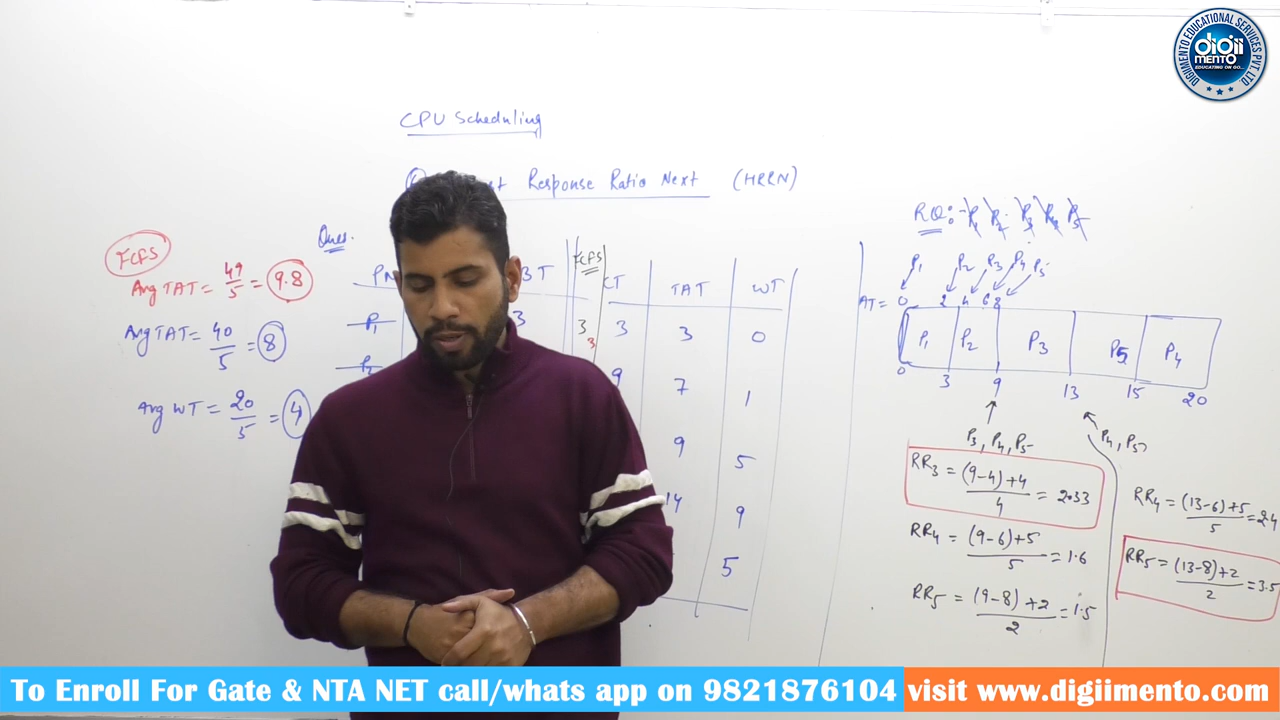 DIGIIMENTO EDUCATIONAL SERVICES PVT. LTD
digii
MENTO
EDUCATING ON GO...
CPU Scheduling
Response Ratio Next (HRRN)
Ques.
FCFS
Avg TAT = 49/5 = 9.8
Avg TAT = 40/5 = 8
Avg WT = 20/5 = 4
PN BT FCFS CT TAT WT
P1 3 3 3 3 0
3
P2 9 7 1
9 5
14 9
5
RQ: P1 P2 P3 P4 P5
P1 P2 P3 P4 P5
AT = 0 2 4 6 8
P1 P2 P3 P5 P4
0 3 9 13 15 20
P3, P4, P5
P4, P5
RR3 = (9-4)+4/4 = 2.33
RR4 = (9-6)+5/5 = 1.6
RR5 = (9-8)+2/2 = 1.5
RR4 = (13-6)+5/5 = 2.4
RR5 = (13-8)+2/2 = 3.5
To Enroll For Gate & NTA NET call/whats app on 9821876104 visit www.digiimento.com